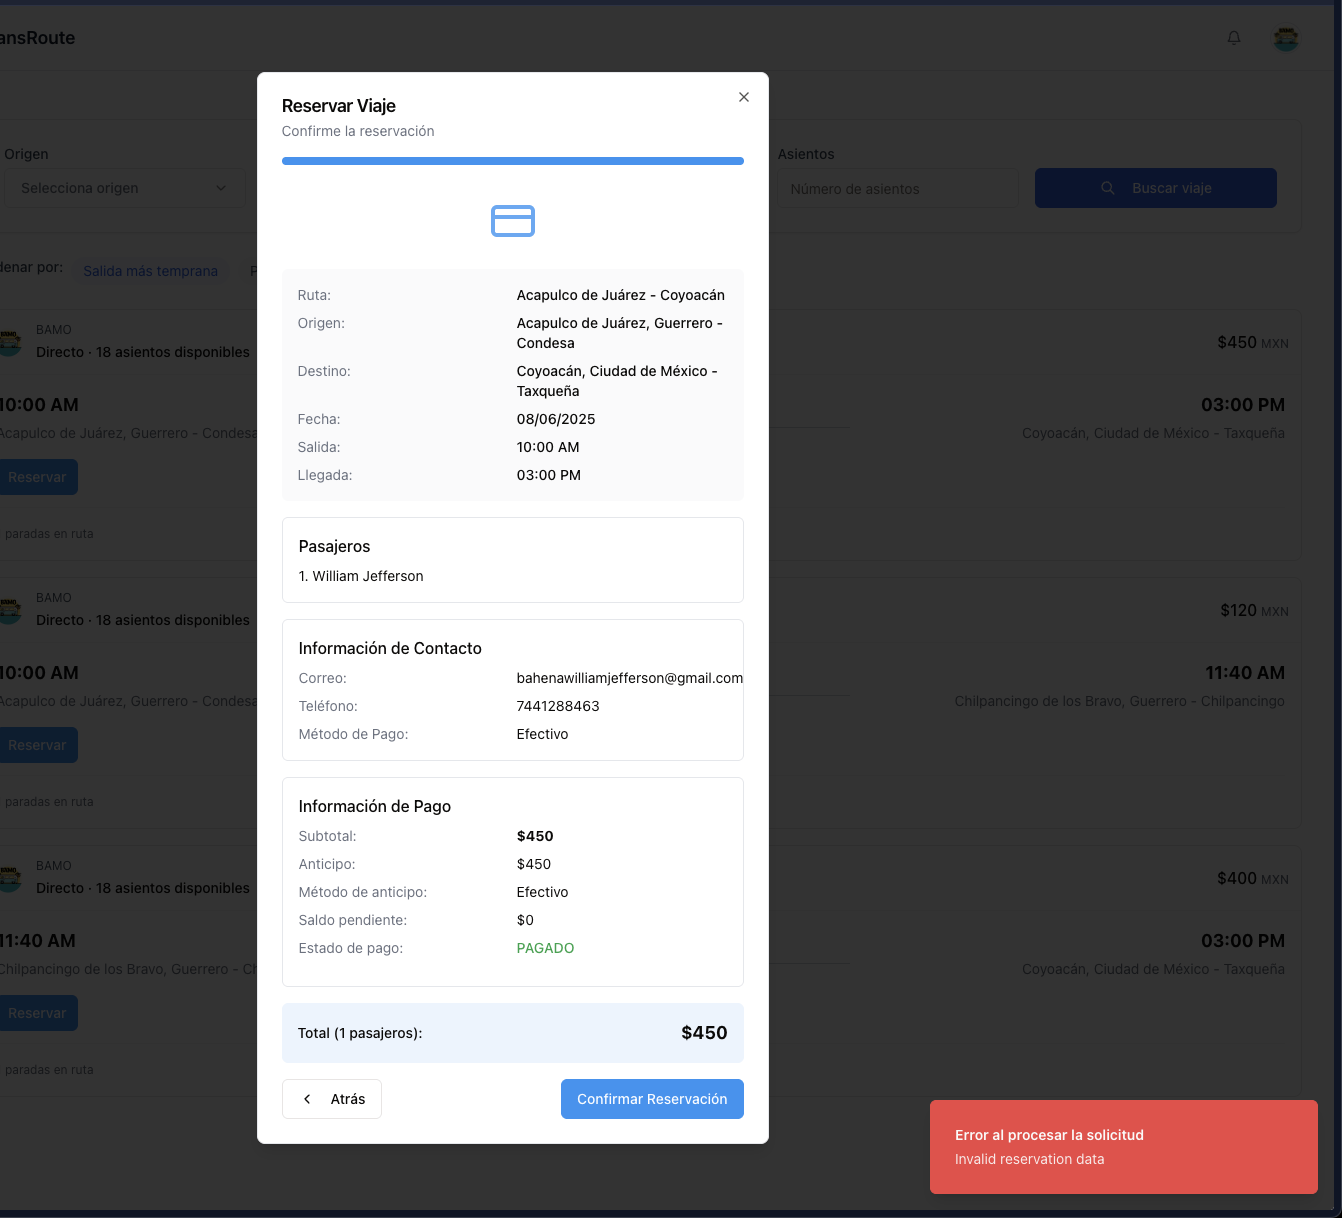 ansRoute
Origen
Selecciona origen
Asientos
Número de asientos
Buscar viaje
denar por:
Salida más temprana
P
BAMO
Directo · 18 asientos disponibles
$450 MXN
10:00 AM
03:00 PM
Acapulco de Juárez, Guerrero - Condesa
Coyoacán, Ciudad de México - Taxqueña
Reservar
paradas en ruta
BAMO
Directo · 18 asientos disponibles
$120 MXN
10:00 AM
11:40 AM
Acapulco de Juárez, Guerrero - Condesa
Chilpancingo de los Bravo, Guerrero - Chilpancingo
Reservar
paradas en ruta
BAMO
Directo · 18 asientos disponibles
$400 MXN
11:40 AM
03:00 PM
Chilpancingo de los Bravo, Guerrero - Ch
Coyoacán, Ciudad de México - Taxqueña
Reservar
paradas en ruta
Reservar Viaje
Confirme la reservación
Ruta: Acapulco de Juárez - Coyoacán
Origen: Acapulco de Juárez, Guerrero -
Condesa
Destino: Coyoacán, Ciudad de México -
Taxqueña
Fecha: 08/06/2025
Salida: 10:00 AM
Llegada: 03:00 PM
Pasajeros
1. William Jefferson
Información de Contacto
Correo: bahenawilliamjefferson@gmail.com
Teléfono: 7441288463
Método de Pago: Efectivo
Información de Pago
Subtotal: $450
Anticipo: $450
Método de anticipo: Efectivo
Saldo pendiente: $0
Estado de pago: PAGADO
Total (1 pasajeros): $450
Atrás
Confirmar Reservación
Error al procesar la solicitud
Invalid reservation data